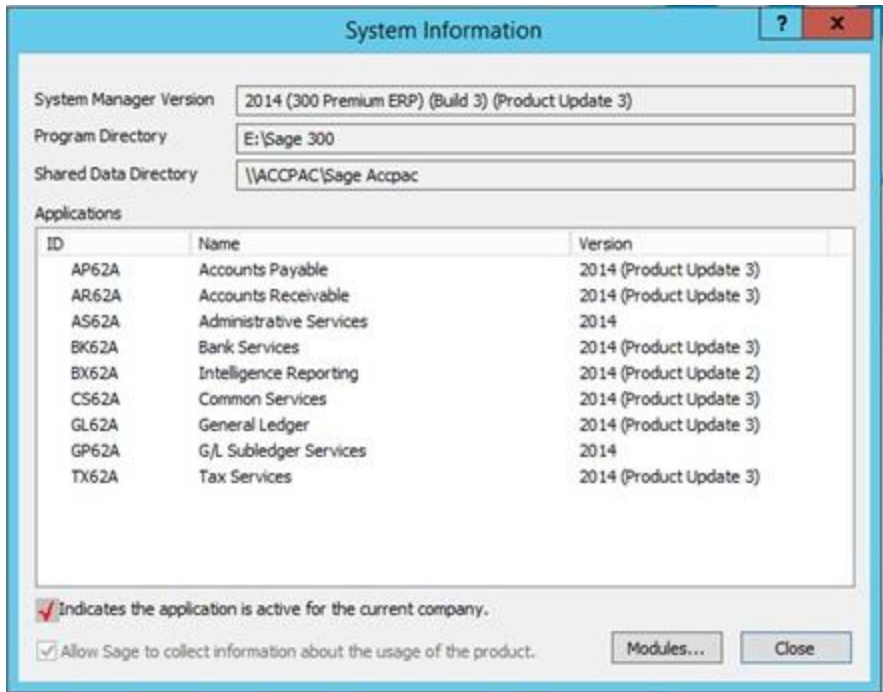 System Information
? x
System Manager Version 2014 (300 Premium ERP) (Build 3) (Product Update 3)
Program Directory E:\Sage 300
Shared Data Directory \\ACCPAC\Sage Accpac
Applications
ID Name Version
AP62A Accounts Payable 2014 (Product Update 3)
AR62A Accounts Receivable 2014 (Product Update 3)
AS62A Administrative Services 2014
BK62A Bank Services 2014 (Product Update 3)
BX62A Intelligence Reporting 2014 (Product Update 2)
CS62A Common Services 2014 (Product Update 3)
GL62A General Ledger 2014 (Product Update 3)
GP62A G/L Subledger Services 2014
TX62A Tax Services 2014 (Product Update 3)
Indicates the application is active for the current company.
Allow Sage to collect information about the usage of the product.
Modules... Close